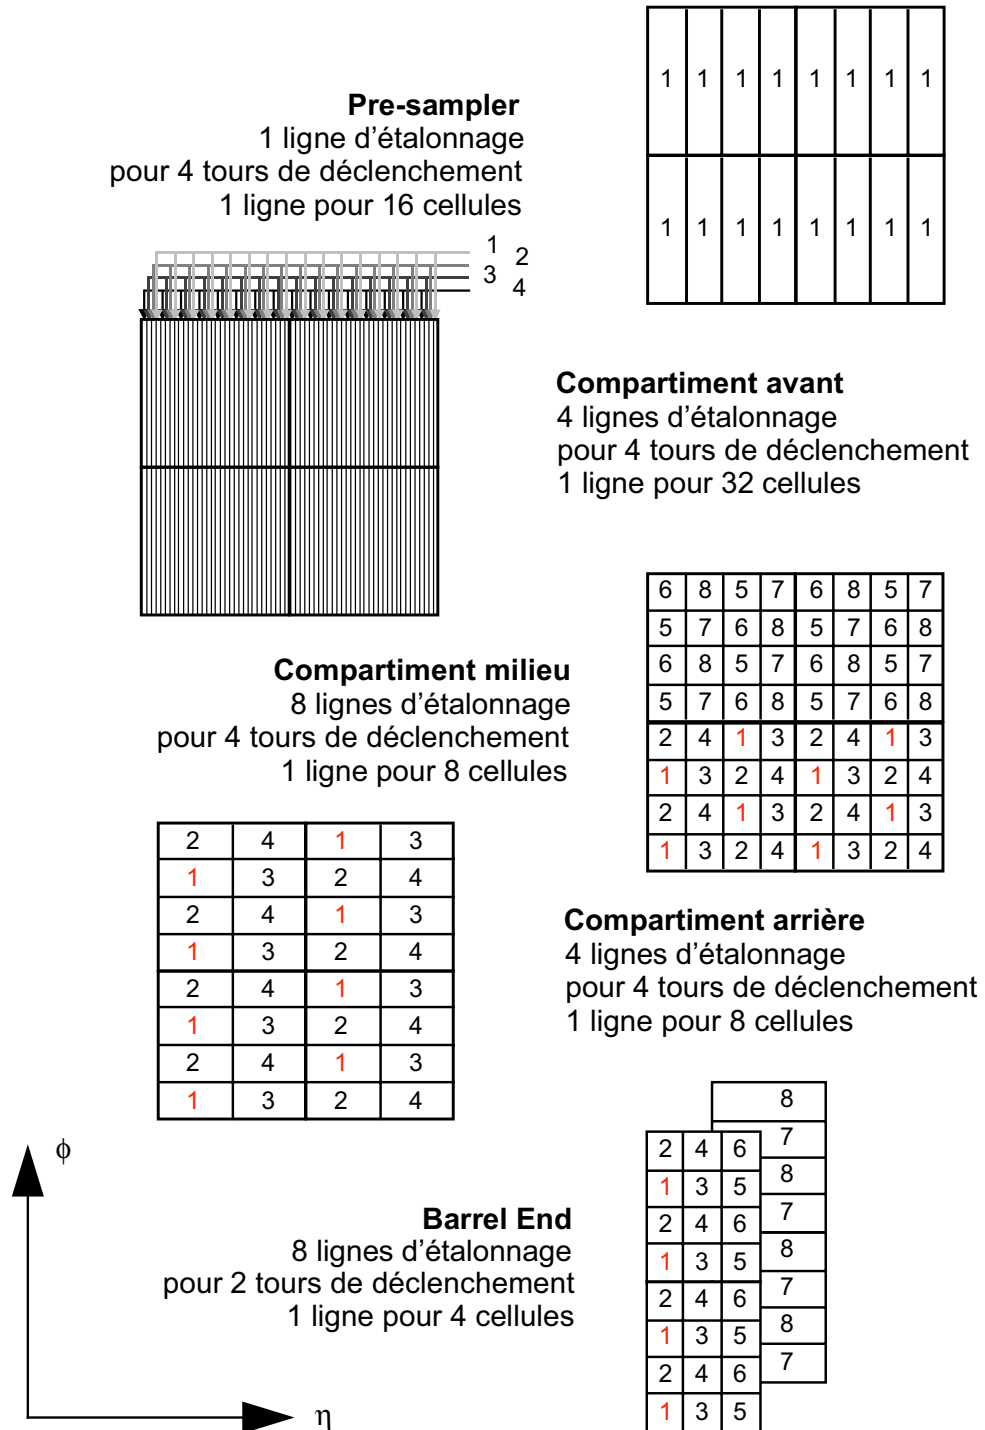 1 1 1 1 1 1 1 1
1 1 1 1 1 1 1 1
Pre-sampler
1 ligne d'étalonnage
pour 4 tours de déclenchement
1 ligne pour 16 cellules
1
2
3
4
Compartiment avant
4 lignes d'étalonnage
pour 4 tours de déclenchement
1 ligne pour 32 cellules
6 8 5 7 6 8 5 7
5 7 6 8 5 7 6 8
6 8 5 7 6 8 5 7
5 7 6 8 5 7 6 8
2 4 1 3 2 4 1 3
1 3 2 4 1 3 2 4
2 4 1 3 2 4 1 3
1 3 2 4 1 3 2 4
Compartiment milieu
8 lignes d'étalonnage
pour 4 tours de déclenchement
1 ligne pour 8 cellules
2 4 1 3
1 3 2 4
2 4 1 3
1 3 2 4
2 4 1 3
1 3 2 4
2 4 1 3
1 3 2 4
Compartiment arrière
4 lignes d'étalonnage
pour 4 tours de déclenchement
1 ligne pour 8 cellules
8
7
8
7
8
7
8
7
2 4 6
1 3 5
2 4 6
1 3 5
2 4 6
1 3 5
2 4 6
1 3 5
Barrel End
8 lignes d'étalonnage
pour 2 tours de déclenchement
1 ligne pour 4 cellules
ϕ
η